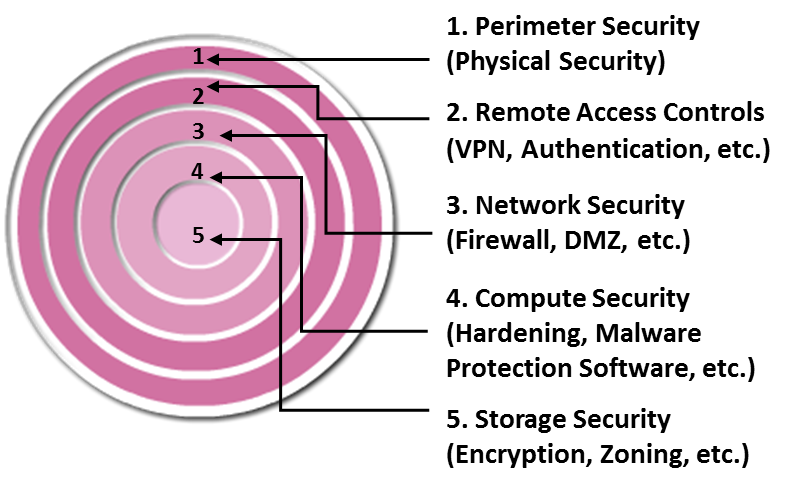 1
2
3
4
5
1. Perimeter Security
(Physical Security)
2. Remote Access Controls
(VPN, Authentication, etc.)
3. Network Security
(Firewall, DMZ, etc.)
4. Compute Security
(Hardening, Malware
Protection Software, etc.)
5. Storage Security
(Encryption, Zoning, etc.)